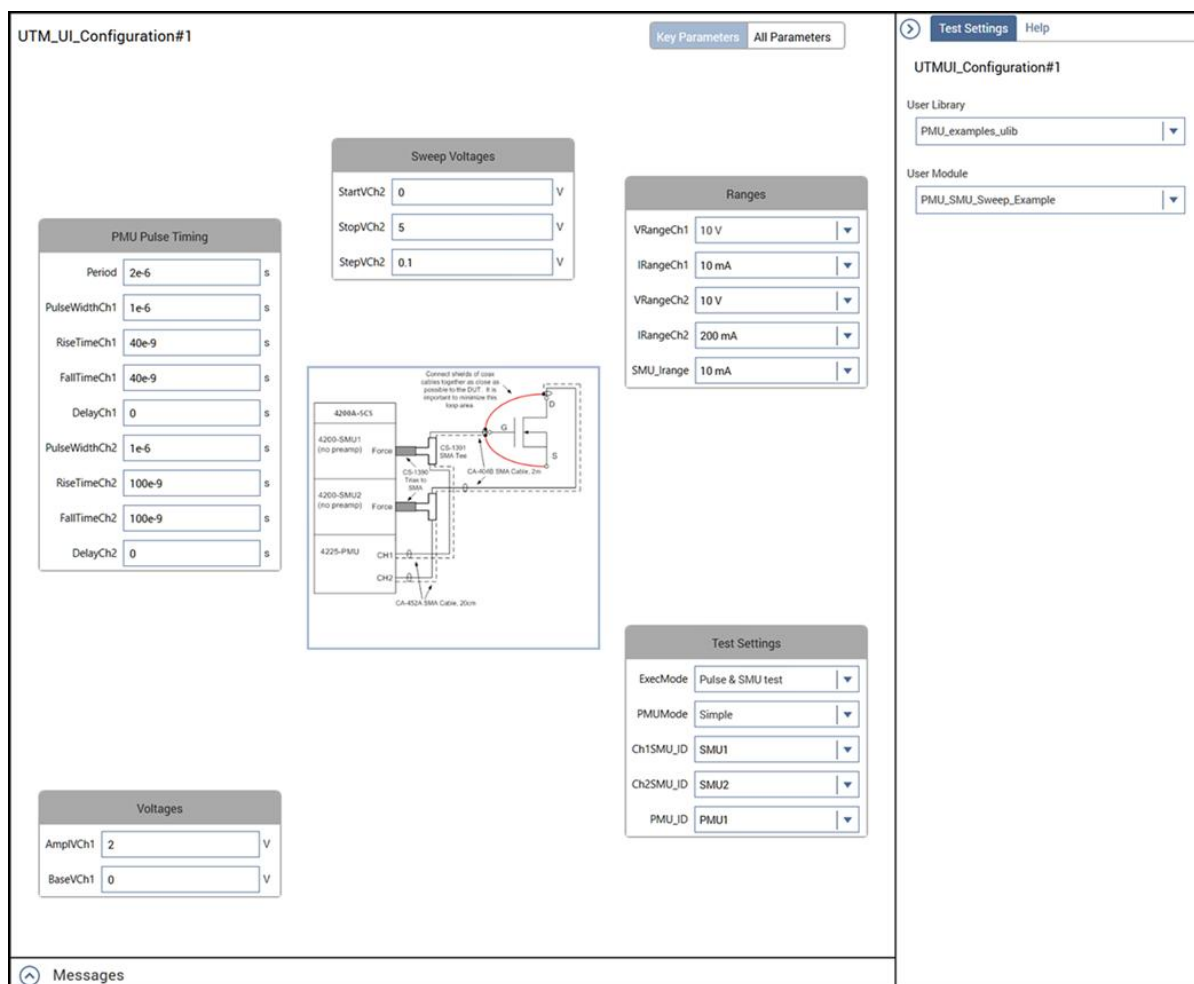 UTM_UI_Configuration#1
Key Parameters All Parameters
Sweep Voltages
StartVCh2 0 V
StopVCh2 5 V
StepVCh2 0.1 V
PMU Pulse Timing
Period 2e-6 s
PulseWidthCh1 1e-6 s
RiseTimeCh1 40e-9 s
FallTimeCh1 40e-9 s
DelayCh1 0 s
PulseWidthCh2 1e-6 s
RiseTimeCh2 100e-9 s
FallTimeCh2 100e-9 s
DelayCh2 0 s
Ranges
VRangeCh1 10 V
IRangeCh1 10 mA
VRangeCh2 10 V
IRangeCh2 200 mA
SMU_Irange 10 mA
Connect shields of coax
cables together as close as
possible to the DUT. It is
important to minimize this
loop area
4200A-SCS
4200-SMU1
(no preamp) Force
CS-1391
SMA Tee
CS-1390
Triax to
SMA
CA-404B SMA Cable, 2m
G
D
S
4200-SMU2
(no preamp) Force
4225-PMU CH1
CH2
CA-452A SMA Cable, 20cm
Test Settings
ExecMode Pulse & SMU test
PMUMode Simple
Ch1SMU_ID SMU1
Ch2SMU_ID SMU2
PMU_ID PMU1
Voltages
AmplVCh1 2 V
BaseVCh1 0 V
Messages
Test Settings Help
UTMUI_Configuration#1
User Library
PMU_examples_ulib
User Module
PMU_SMU_Sweep_Example